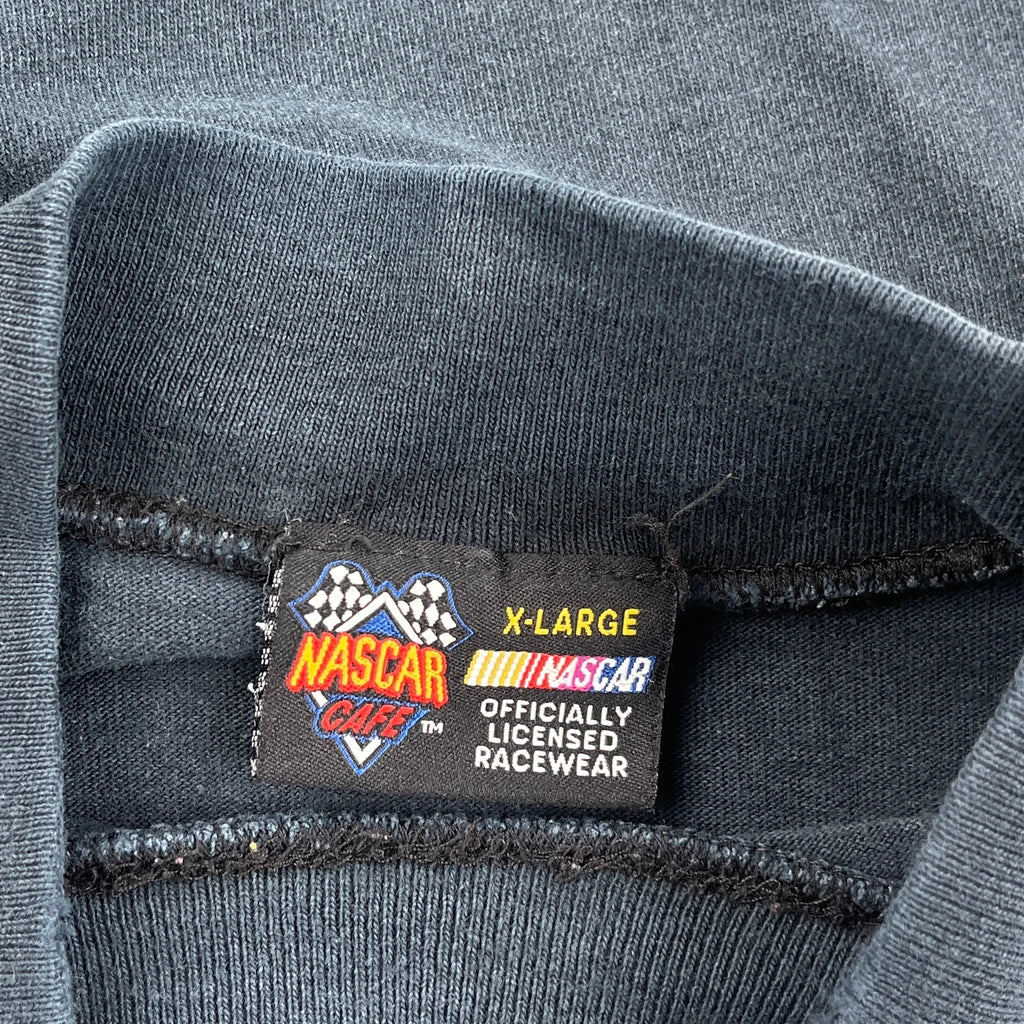 NASCAR
CAFE ™
X-LARGE
NASCAR
OFFICIALLY
LICENSED
RACEWEAR